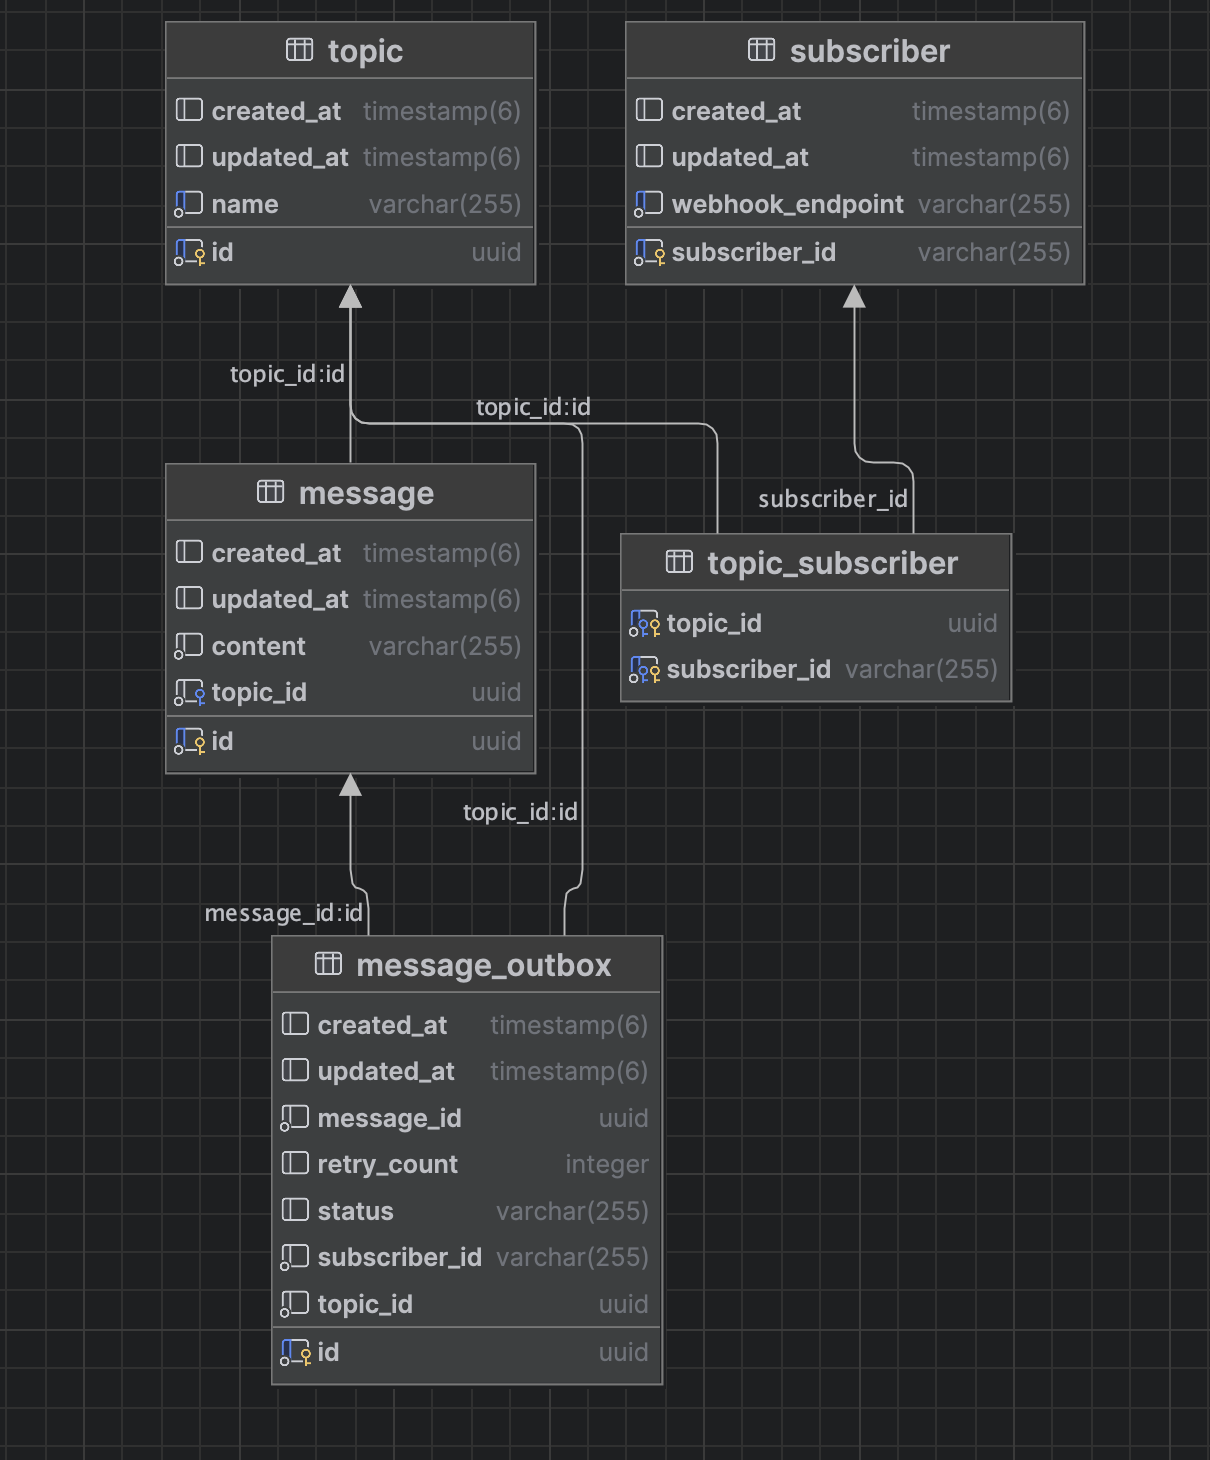 topic
created_at timestamp(6)
updated_at timestamp(6)
name varchar(255)
id uuid
subscriber
created_at timestamp(6)
updated_at timestamp(6)
webhook_endpoint varchar(255)
subscriber_id varchar(255)
topic_id:id
topic_id:id
subscriber_id
message
created_at timestamp(6)
updated_at timestamp(6)
content varchar(255)
topic_id uuid
id uuid
topic_subscriber
topic_id uuid
subscriber_id varchar(255)
topic_id:id
message_id:id
message_outbox
created_at timestamp(6)
updated_at timestamp(6)
message_id uuid
retry_count integer
status varchar(255)
subscriber_id varchar(255)
topic_id uuid
id uuid